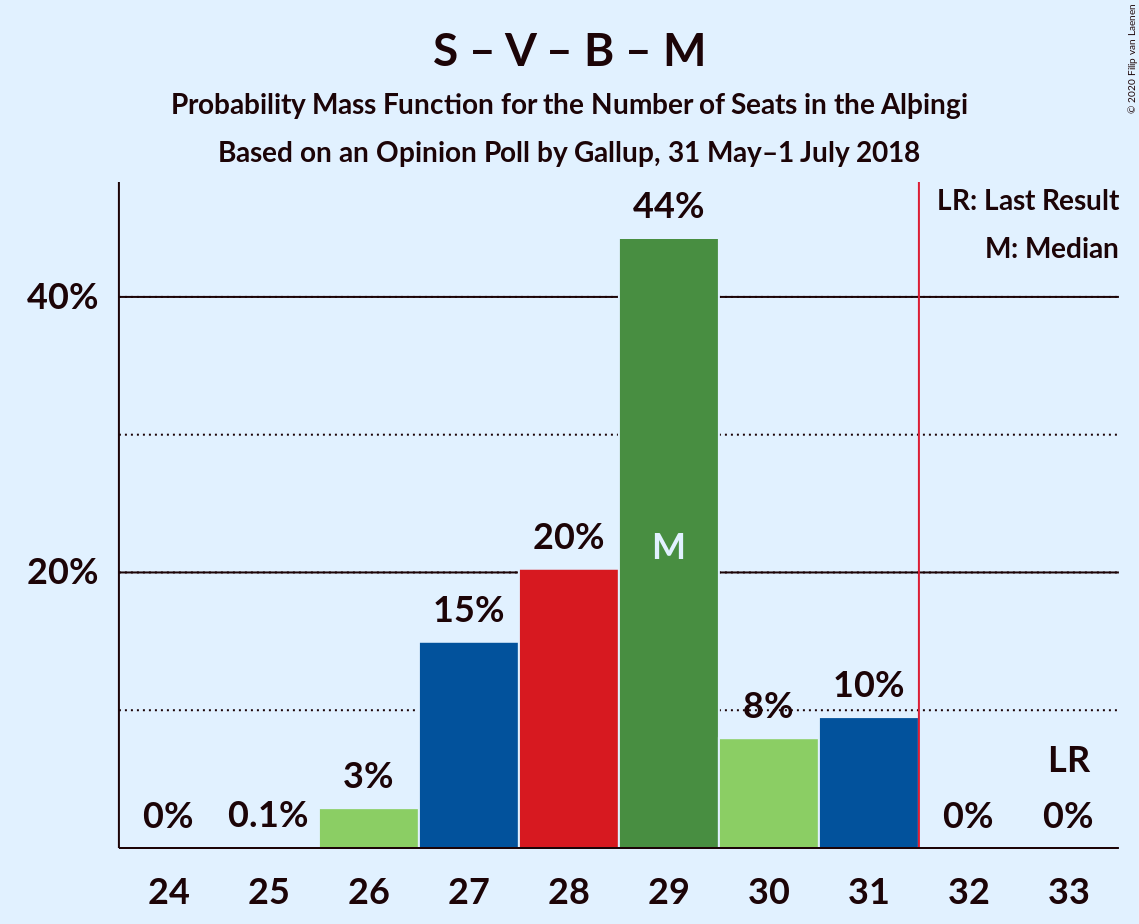 S – V – B – M
Probability Mass Function for the Number of Seats in the Alþingi
Based on an Opinion Poll by Gallup, 31 May–1 July 2018
© 2020 Filip van Laenen
LR: Last Result
M: Median
40%
20%
0%
0.1%
3%
15%
20%
44%
M
8%
10%
0%
LR
0%
24 25 26 27 28 29 30 31 32 33